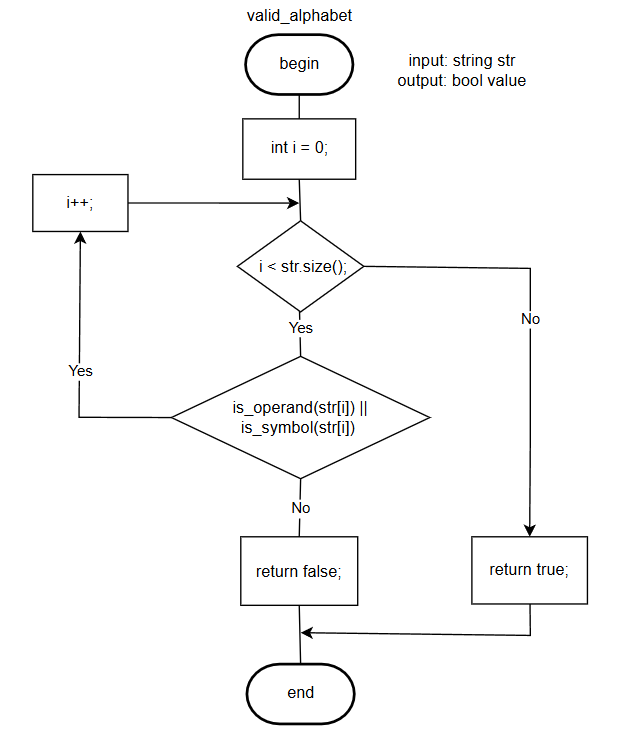 valid_alphabet
begin
input: string str
output: bool value
int i = 0;
i++;
i < str.size();
No
Yes
Yes
is_operand(str[i]) ||
is_symbol(str[i])
No
return false;
return true;
end